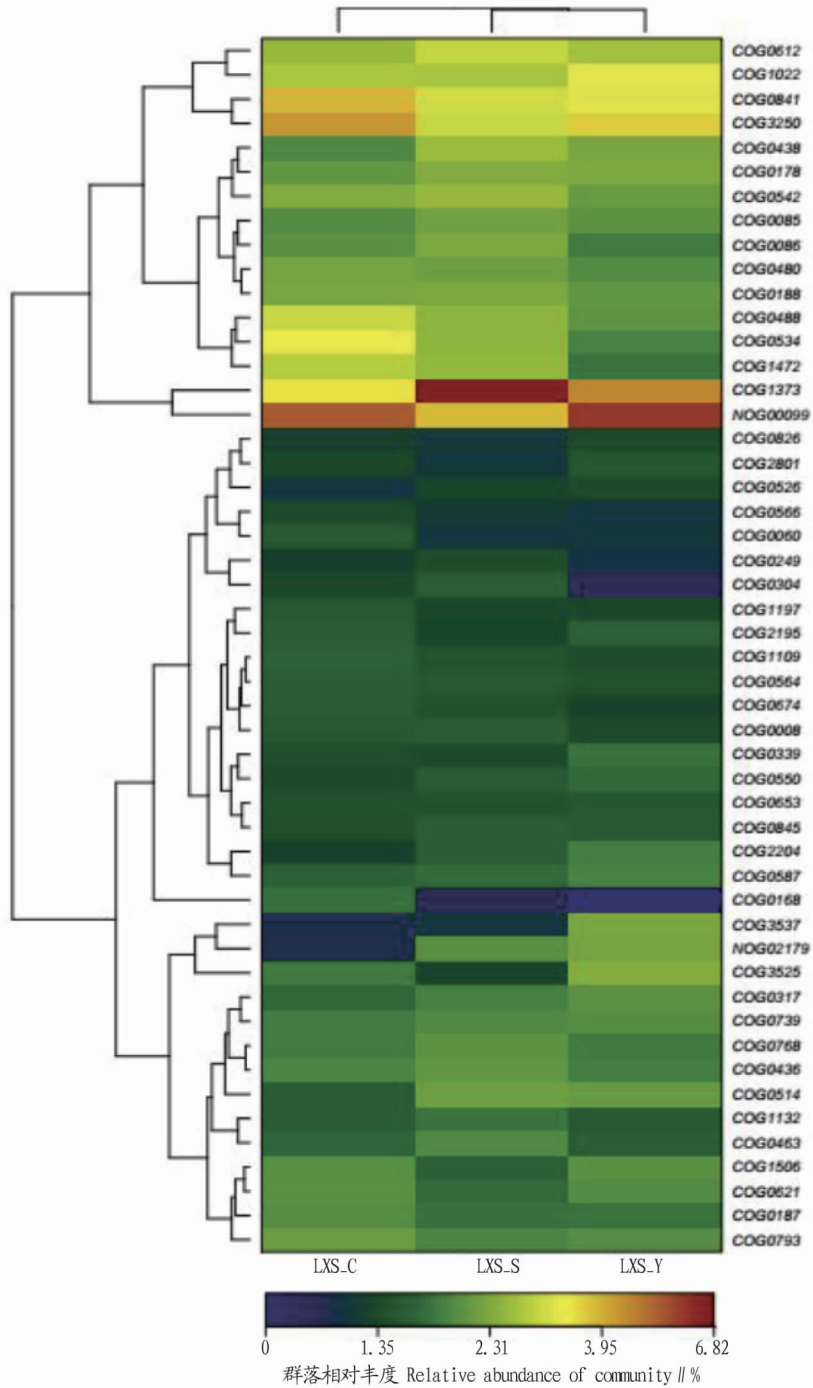 COG0612
COG1022
COG0841
COG3250
COG0438
COG0178
COG0542
COG0085
COG0086
COG0480
COG0188
COG0488
COG0534
COG1472
COG1373
NOG00099
COG0826
COG2801
COG0526
COG0566
COG0060
COG0249
COG0304
COG1197
COG2195
COG1109
COG0564
COG0674
COG0008
COG0339
COG0550
COG0653
COG0845
COG2204
COG0587
COG0168
COG3537
NOG02179
COG3525
COG0317
COG0739
COG0768
COG0436
COG0514
COG1132
COG0463
COG1506
COG0621
COG0187
COG0793
LXS_C LXS_S LXS_Y
0 1.35 2.31 3.95 6.82
群落相对丰度 Relative abundance of community∥%